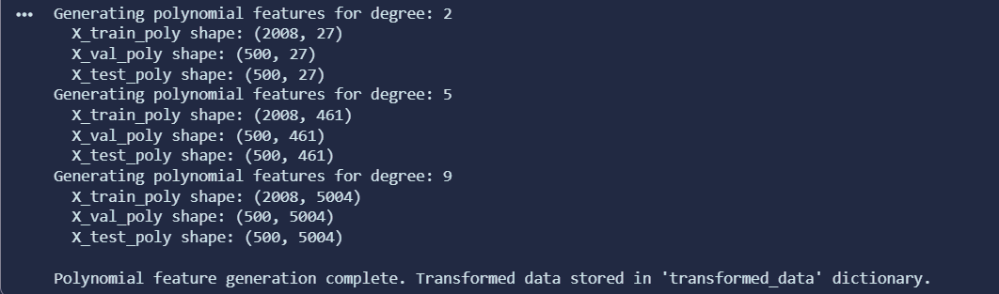 Generating polynomial features for degree: 2
X_train_poly shape: (2008, 27)
X_val_poly shape: (500, 27)
X_test_poly shape: (500, 27)
Generating polynomial features for degree: 5
X_train_poly shape: (2008, 461)
X_val_poly shape: (500, 461)
X_test_poly shape: (500, 461)
Generating polynomial features for degree: 9
X_train_poly shape: (2008, 5004)
X_val_poly shape: (500, 5004)
X_test_poly shape: (500, 5004)
Polynomial feature generation complete. Transformed data stored in 'transformed_data' dictionary.